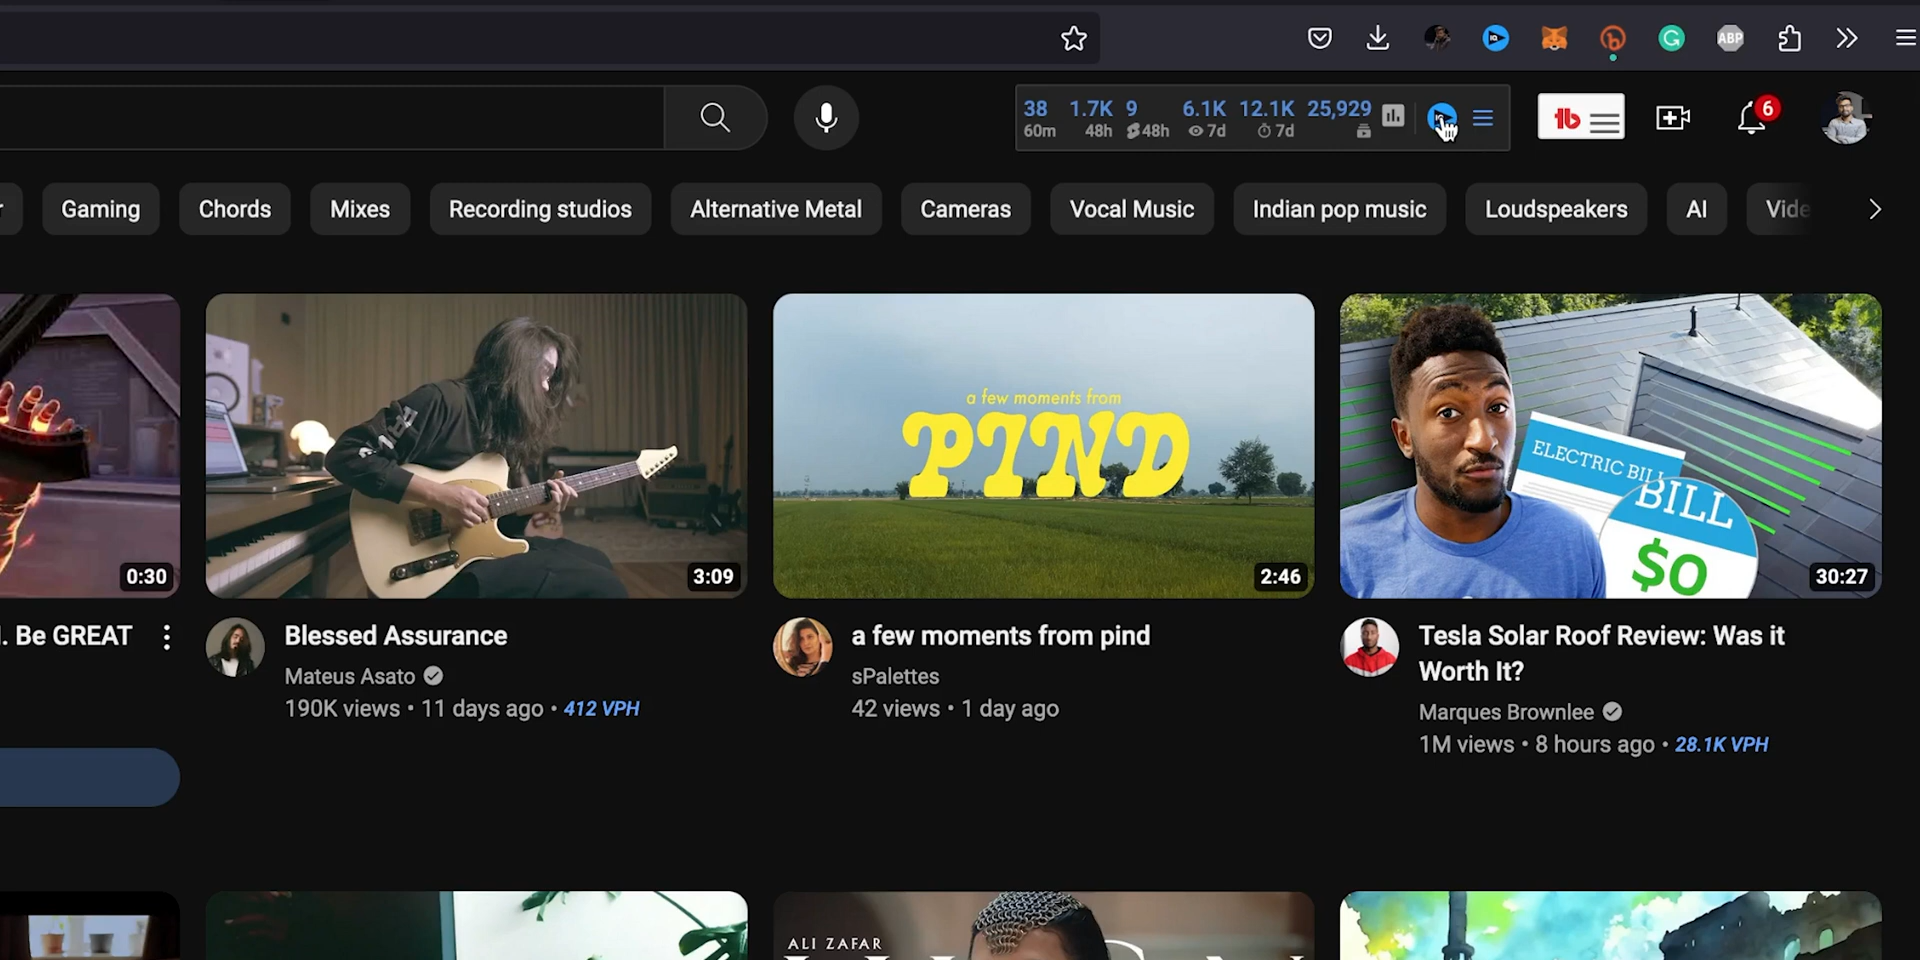 IQ
G
ABP
38 1.7K 9 6.1K 12.1K 25,929
60m 48h 48h 7d 7d
tb
6
Gaming
Chords
Mixes
Recording studios
Alternative Metal
Cameras
Vocal Music
Indian pop music
Loudspeakers
AI
Vide
a few moments from
PIND
ELECTRIC BILL
BILL
$0
0:30
3:09
2:46
30:27
. Be GREAT
Blessed Assurance
Mateus Asato
190K views • 11 days ago • 412 VPH
a few moments from pind
sPalettes
42 views • 1 day ago
Tesla Solar Roof Review: Was it
Worth It?
Marques Brownlee
1M views • 8 hours ago • 28.1K VPH
ALI ZAFAR